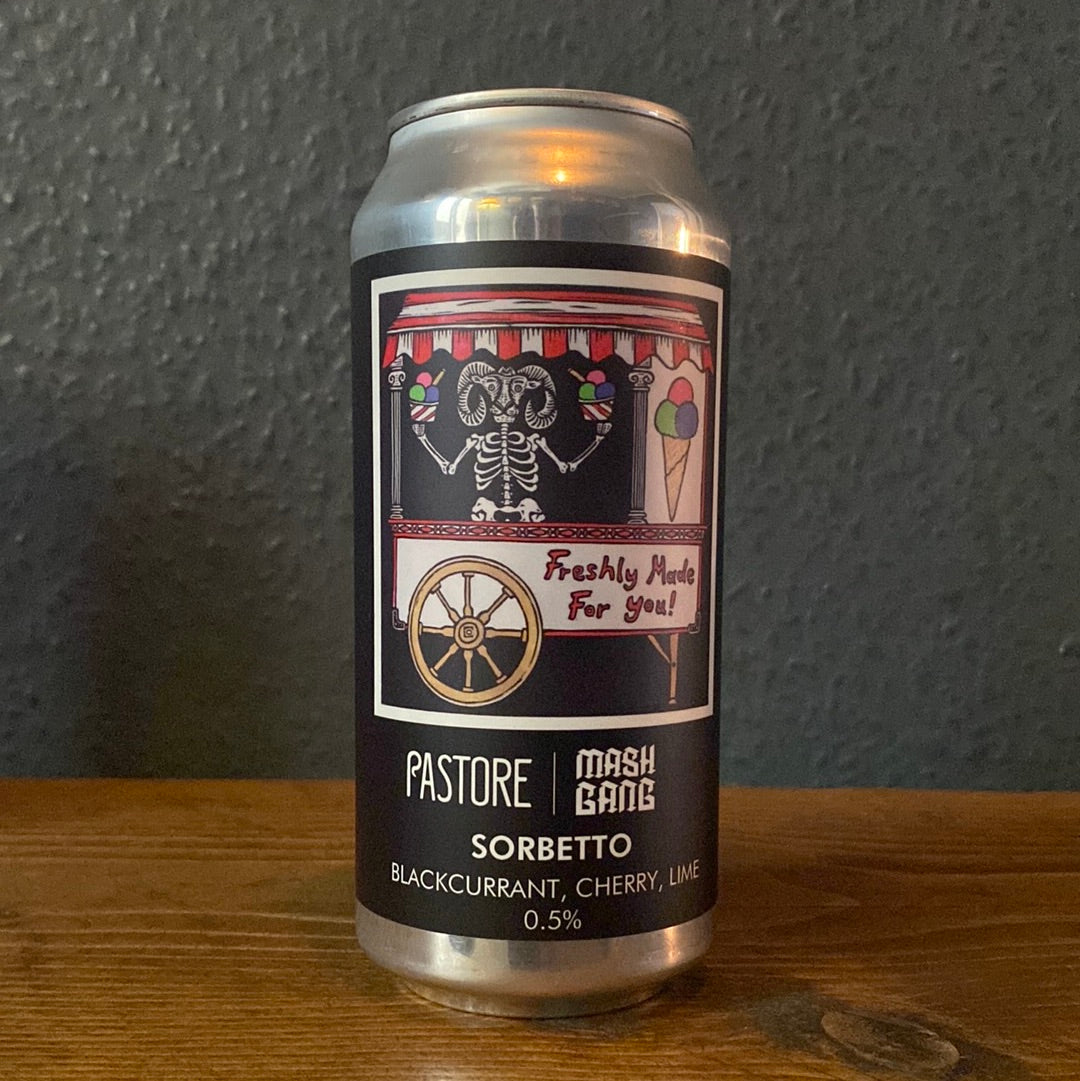 Freshly Made
For you!
PASTORE
MASH
GANG
SORBETTO
BLACKCURRANT, CHERRY, LIME
0.5%